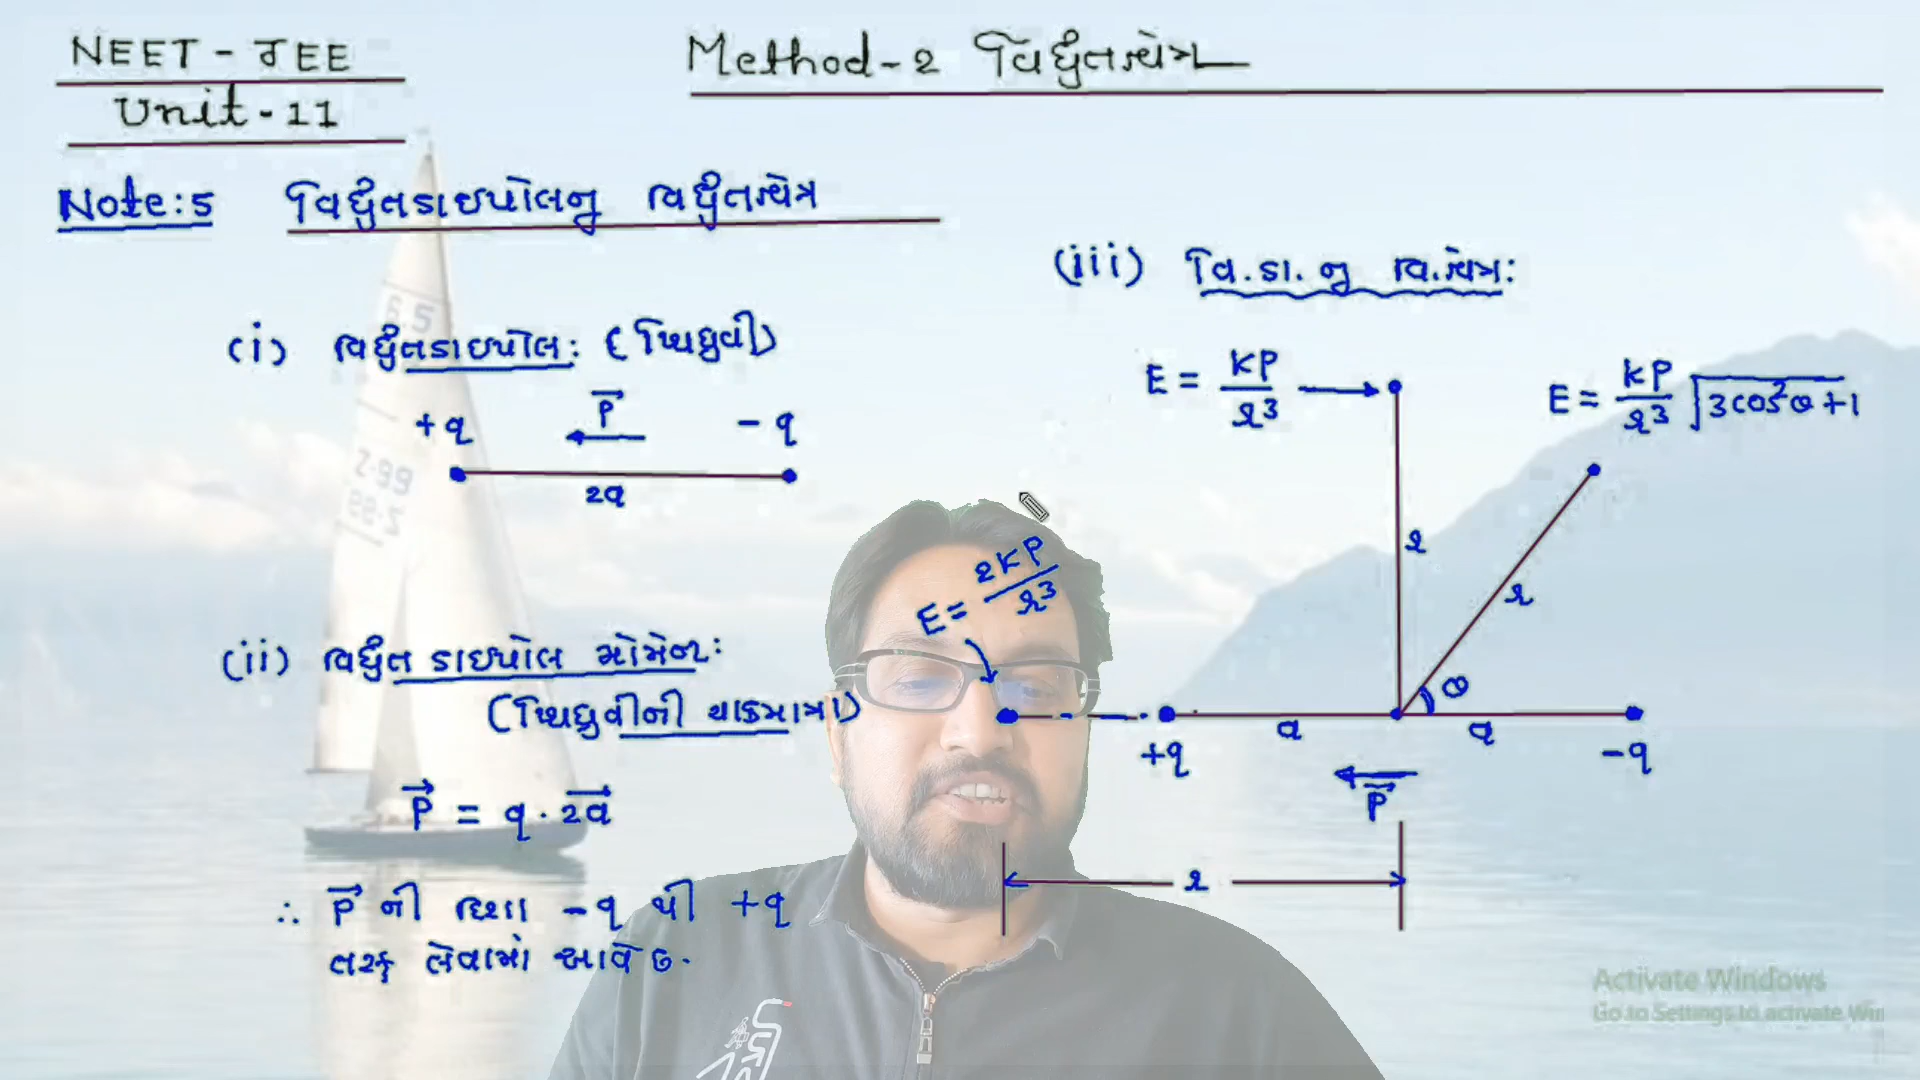 NEET - JEE
Unit - 11
Method-2 વિદ્યુતક્ષેત્ર
Note:5 વિદ્યુતડાઇપોલનુ વિદ્યુતક્ષેત્ર
(i) વિદ્યુતડાઇપોલ: (દ્વિધ્રુવી)
+q P⃗ -q
2a
(ii) વિદ્યુત ડાઇપોલ મોમેન્ટ:
(દ્વિધ્રુવીની ચાકમાત્રા)
P⃗ = q · 2a⃗
∴ P⃗ ની દિશા -q થી +q
તરફ લેવામાં આવે છે.
(iii) વિ.ડા.નુ વિ.ક્ષેત્ર:
E = KP/r³
E = KP/r³ √(3cos²θ+1)
E = 2KP/r³
r
r
θ
a a
+q -q
P⃗
r
Activate Windows
Go to Settings to activate Win